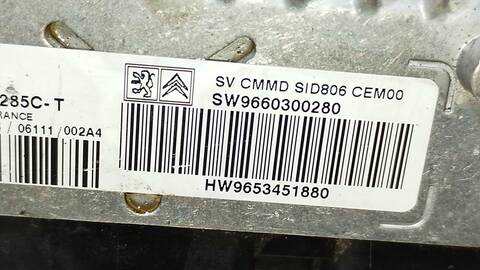 285C-T
RANCE
06111 / 002A4
SV CMMD SID806 CEM00
SW9660300280
HW9653451880